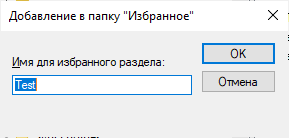 Добавление в папку "Избранное"
Имя для избранного раздела:
OK
Test
Отмена